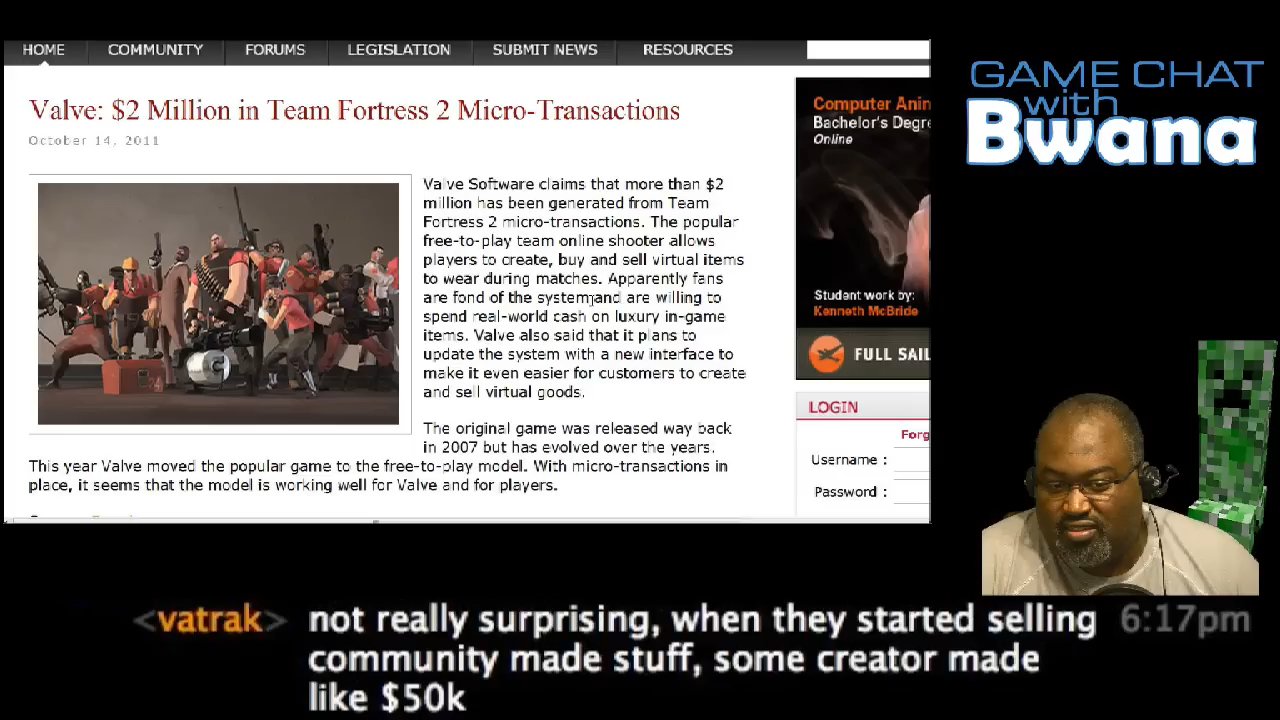 HOME COMMUNITY FORUMS LEGISLATION SUBMIT NEWS RESOURCES
GAME CHAT
with
Bwana
Valve: $2 Million in Team Fortress 2 Micro-Transactions
October 14, 2011
Valve Software claims that more than $2
million has been generated from Team
Fortress 2 micro-transactions. The popular
free-to-play team online shooter allows
players to create, buy and sell virtual items
to wear during matches. Apparently fans
are fond of the system and are willing to
spend real-world cash on luxury in-game
items. Valve also said that it plans to
update the system with a new interface to
make it even easier for customers to create
and sell virtual goods.
The original game was released way back
in 2007 but has evolved over the years.
This year Valve moved the popular game to the free-to-play model. With micro-transactions in
place, it seems that the model is working well for Valve and for players.
Computer Anin
Bachelor's Degre
Online
Student work by:
Kenneth McBride
FULL SAIL
LOGIN
Forg
Username :
Password :
<vatrak> not really surprising, when they started selling 6:17pm
community made stuff, some creator made
like $50k